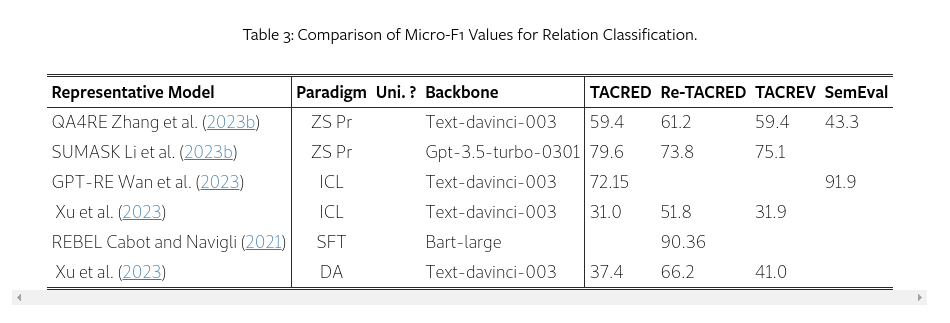 Table 3: Comparison of Micro-F1 Values for Relation Classification.
Representative Model Paradigm Uni. ? Backbone TACRED Re-TACRED TACREV SemEval
QA4RE Zhang et al. (2023b) ZS Pr Text-davinci-003 59.4 61.2 59.4 43.3
SUMASK Li et al. (2023b) ZS Pr Gpt-3.5-turbo-0301 79.6 73.8 75.1
GPT-RE Wan et al. (2023) ICL Text-davinci-003 72.15 91.9
Xu et al. (2023) ICL Text-davinci-003 31.0 51.8 31.9
REBEL Cabot and Navigli (2021) SFT Bart-large 90.36
Xu et al. (2023) DA Text-davinci-003 37.4 66.2 41.0